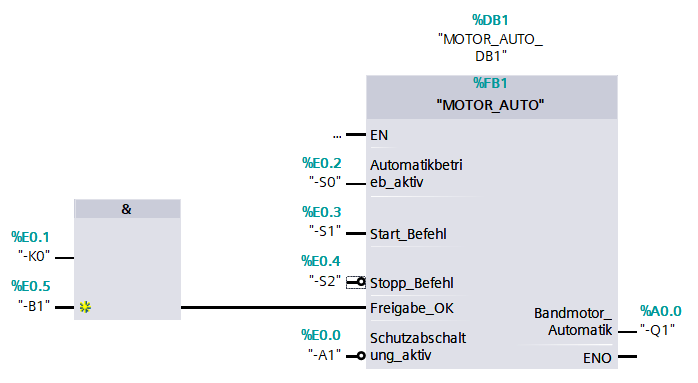 %DB1
"MOTOR_AUTO_
DB1"
%FB1
"MOTOR_AUTO"
... EN
%E0.2
"-S0"
Automatikbetri
eb_aktiv
%E0.3
"-S1"
Start_Befehl
%E0.4
"-S2"
Stopp_Befehl
&
%E0.1
"-K0"
%E0.5
"-B1"
Freigabe_OK
%E0.0
"-A1"
Schutzabschalt
ung_aktiv
Bandmotor_
Automatik
%A0.0
"-Q1"
ENO